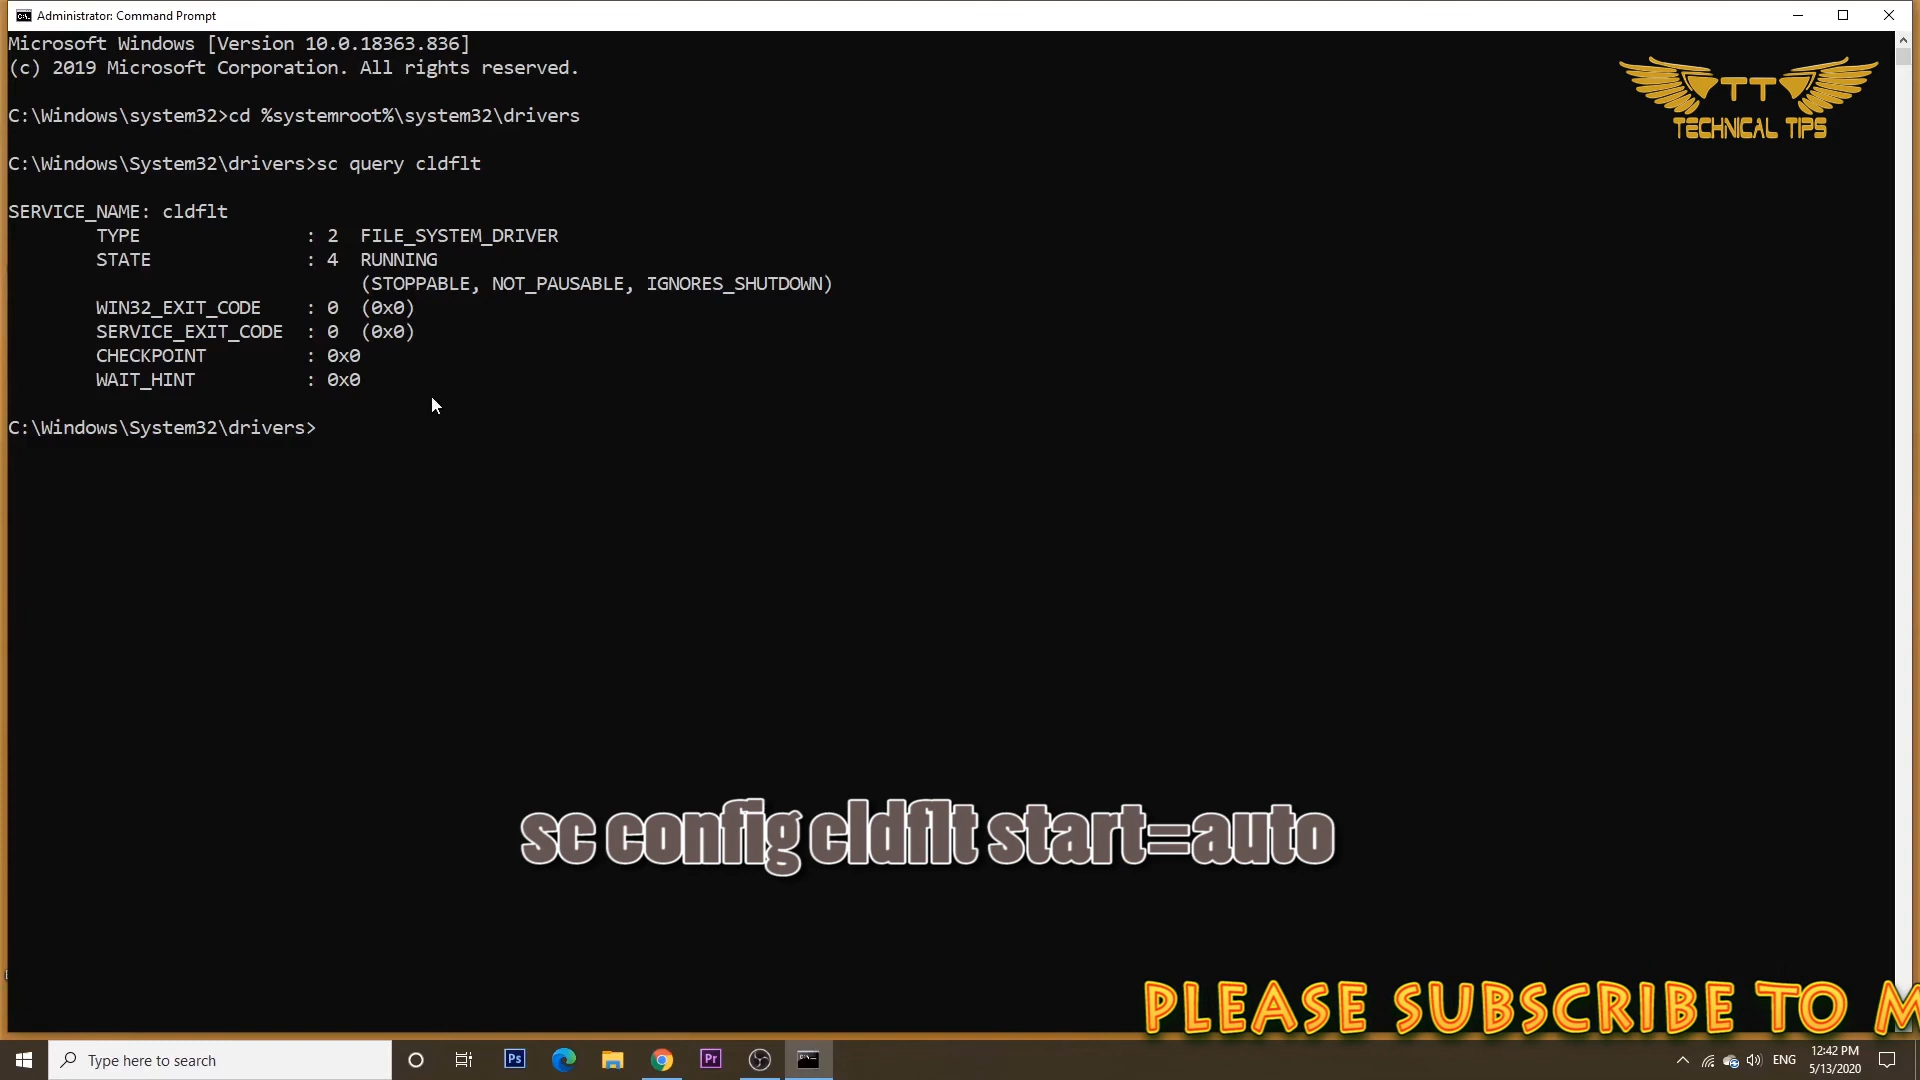 Administrator: Command Prompt
Microsoft Windows [Version 10.0.18363.836]
(c) 2019 Microsoft Corporation. All rights reserved.
C:\Windows\system32>cd %systemroot%\system32\drivers
C:\Windows\System32\drivers>sc query cldflt
SERVICE_NAME: cldflt
TYPE : 2 FILE_SYSTEM_DRIVER
STATE : 4 RUNNING
(STOPPABLE, NOT_PAUSABLE, IGNORES_SHUTDOWN)
WIN32_EXIT_CODE : 0 (0x0)
SERVICE_EXIT_CODE : 0 (0x0)
CHECKPOINT : 0x0
WAIT_HINT : 0x0
C:\Windows\System32\drivers>
TT
TECHNICAL TIPS
sc config cldflt start=auto
PLEASE SUBSCRIBE TO M
Type here to search
Ps
Pr
ENG
12:42 PM
5/13/2020